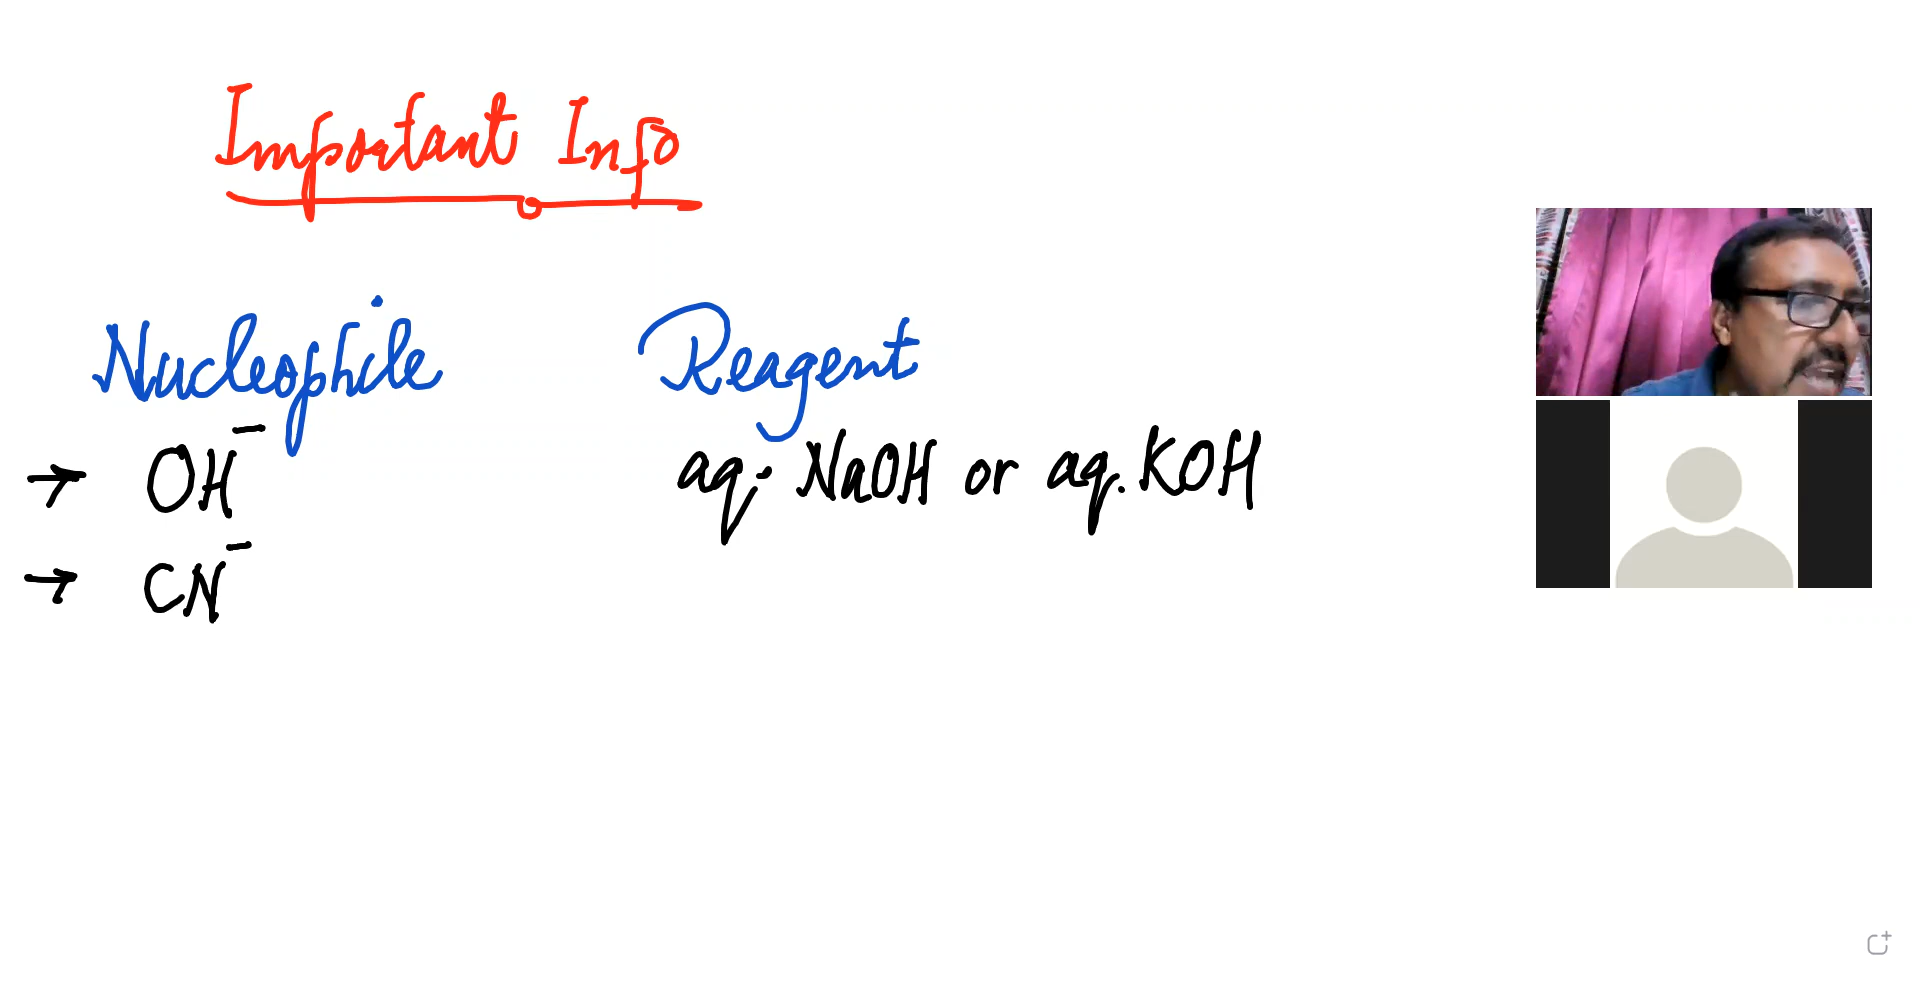 Important Info
Nucleophile Reagent
→ OH⁻ aq. NaOH or aq. KOH
→ CN⁻